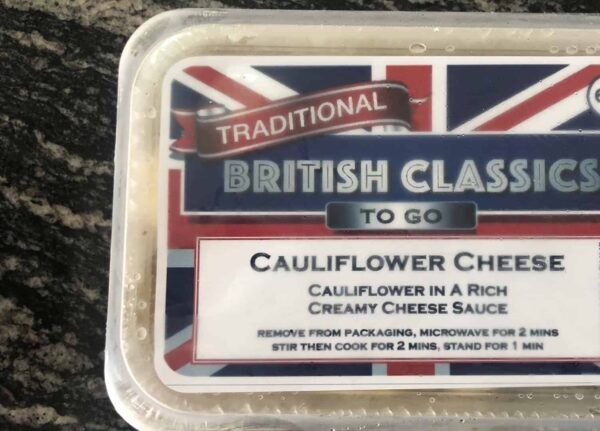 TRADITIONAL
BRITISH CLASSICS
TO GO
CAULIFLOWER CHEESE
CAULIFLOWER IN A RICH
CREAMY CHEESE SAUCE
REMOVE FROM PACKAGING, MICROWAVE FOR 2 MINS
STIR THEN COOK FOR 2 MINS, STAND FOR 1 MIN